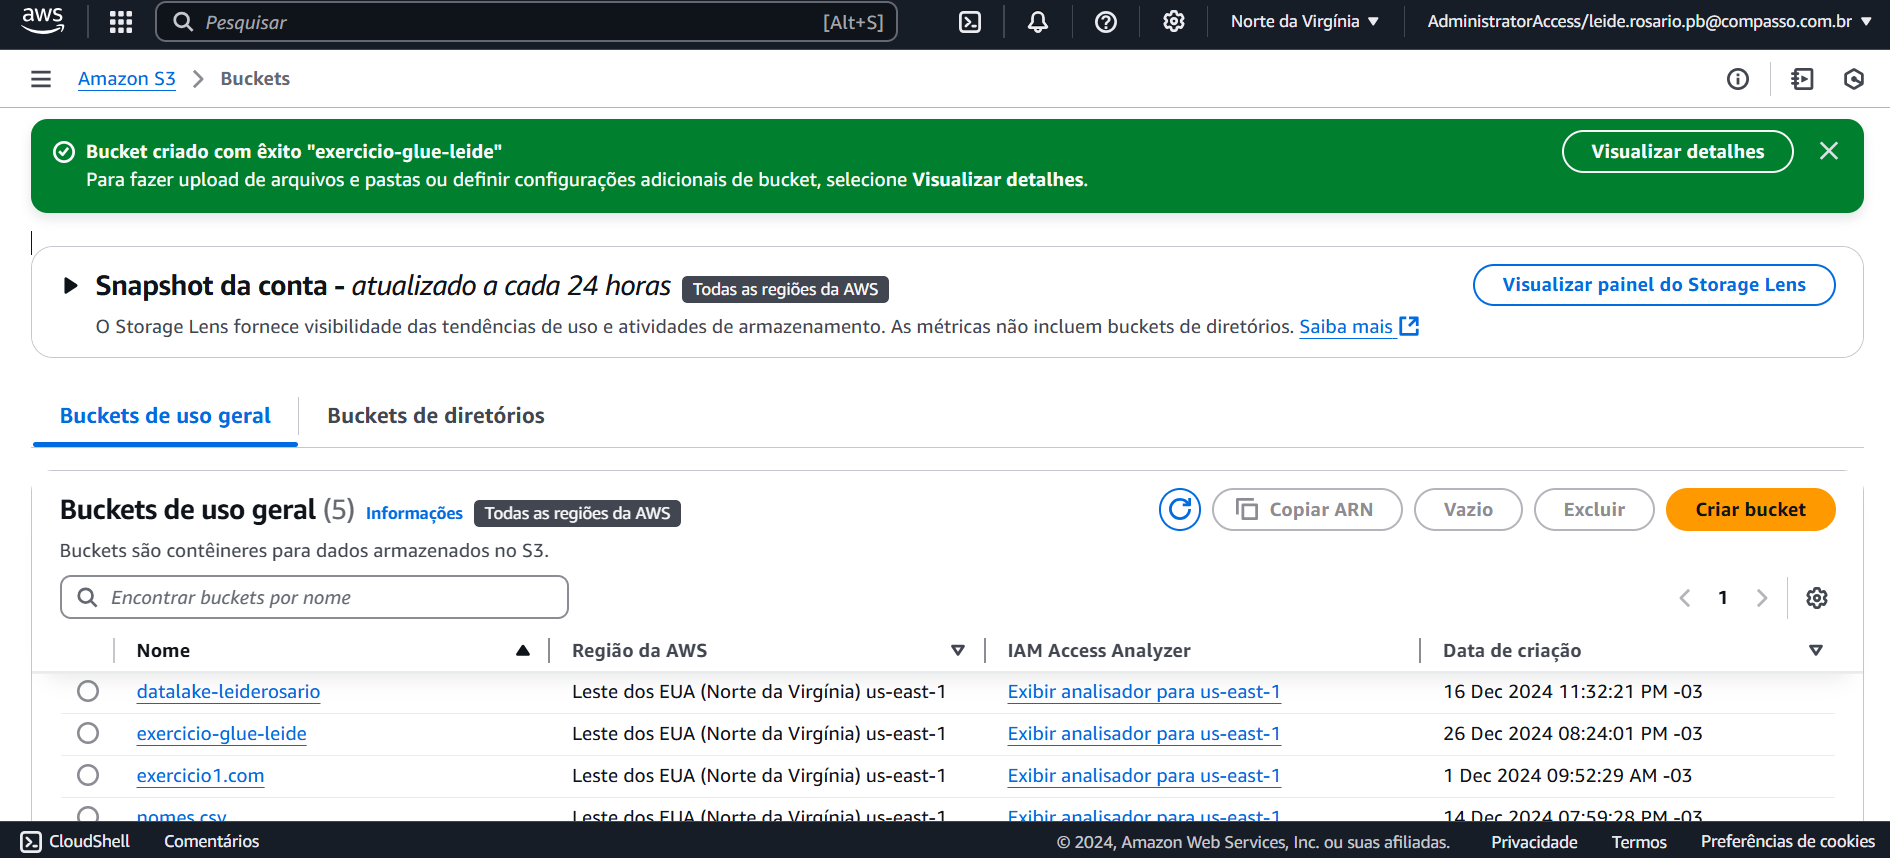 aws
Pesquisar [Alt+S] Norte da Virgínia AdministratorAccess/leide.rosario.pb@compasso.com.br
Amazon S3 > Buckets
Bucket criado com êxito "exercicio-glue-leide"
Para fazer upload de arquivos e pastas ou definir configurações adicionais de bucket, selecione Visualizar detalhes.
Visualizar detalhes
Snapshot da conta - atualizado a cada 24 horas Todas as regiões da AWS
Visualizar painel do Storage Lens
O Storage Lens fornece visibilidade das tendências de uso e atividades de armazenamento. As métricas não incluem buckets de diretórios. Saiba mais
Buckets de uso geral Buckets de diretórios
Buckets de uso geral (5) Informações Todas as regiões da AWS
Copiar ARN Vazio Excluir Criar bucket
Buckets são contêineres para dados armazenados no S3.
Encontrar buckets por nome
1
Nome Região da AWS IAM Access Analyzer Data de criação
datalake-leiderosario Leste dos EUA (Norte da Virgínia) us-east-1 Exibir analisador para us-east-1 16 Dec 2024 11:32:21 PM -03
exercicio-glue-leide Leste dos EUA (Norte da Virgínia) us-east-1 Exibir analisador para us-east-1 26 Dec 2024 08:24:01 PM -03
exercicio1.com Leste dos EUA (Norte da Virgínia) us-east-1 Exibir analisador para us-east-1 1 Dec 2024 09:52:29 AM -03
nomes.csv Leste dos EUA (Norte da Virgínia) us-east-1 Exibir analisador para us-east-1 14 Dec 2024 07:59:28 PM -03
CloudShell Comentários © 2024, Amazon Web Services, Inc. ou suas afiliadas. Privacidade Termos Preferências de cookies